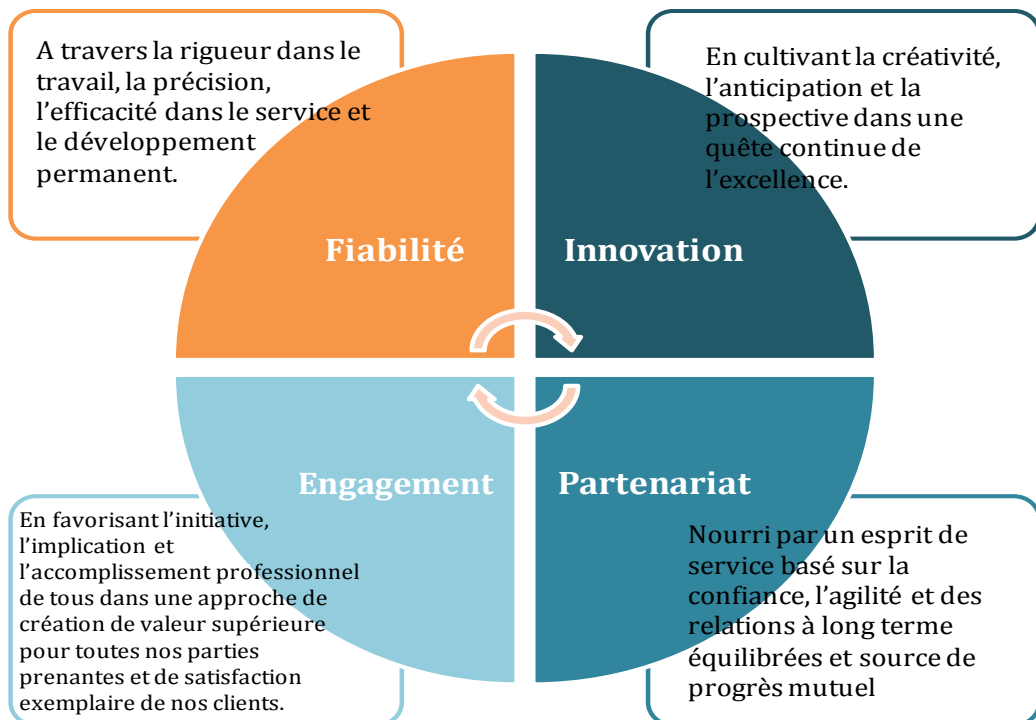 A travers la rigueur dans le
travail, la précision,
l’efficacité dans le service et
le développement
permanent.
En cultivant la créativité,
l’anticipation et la
prospective dans une
quête continue de
l’excellence.
Fiabilité
Innovation
Engagement
Partenariat
En favorisant l’initiative,
l’implication et
l’accomplissement professionnel
de tous dans une approche de
création de valeur supérieure
pour toutes nos parties
prenantes et de satisfaction
exemplaire de nos clients.
Nourri par un esprit de
service basé sur la
confiance, l’agilité et des
relations à long terme
équilibrées et source de
progrès mutuel